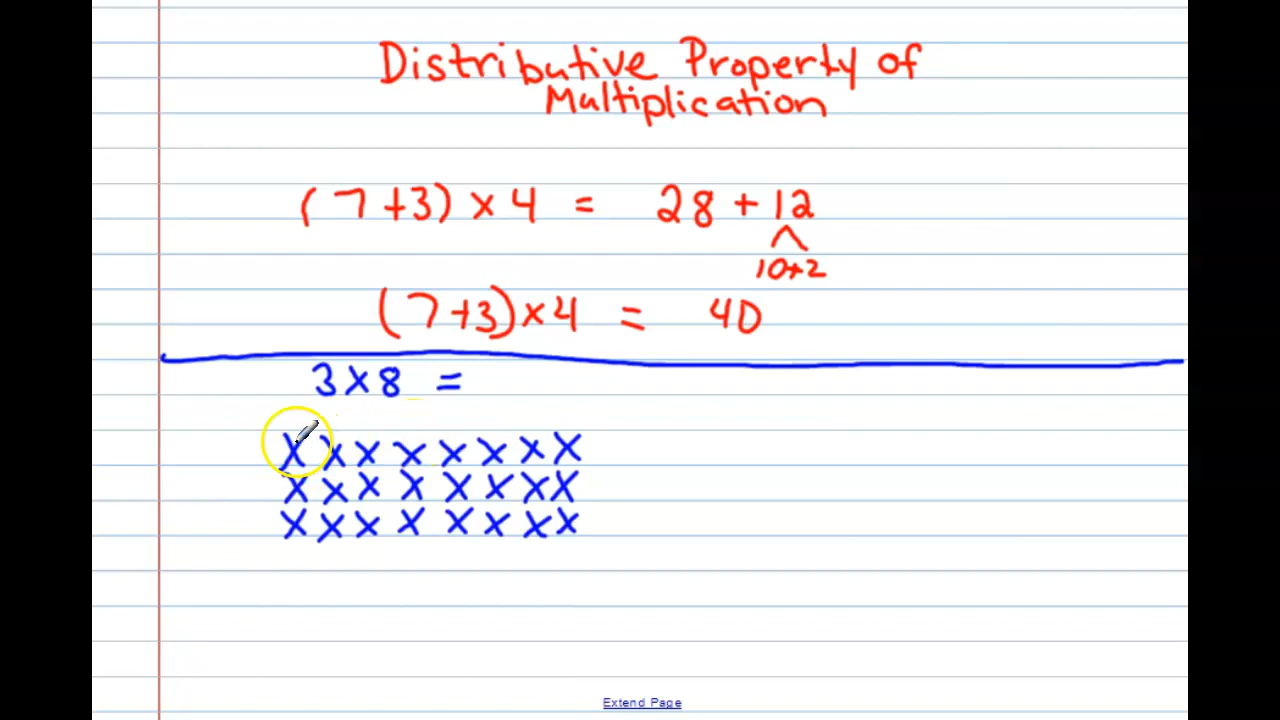 Distributive Property of
Multiplication
(7+3) × 4 = 28 + 12
10+2
(7+3) × 4 = 40
3 × 8 =
X X X X X X X X
X X X X X X X X
X X X X X X X X
Extend Page